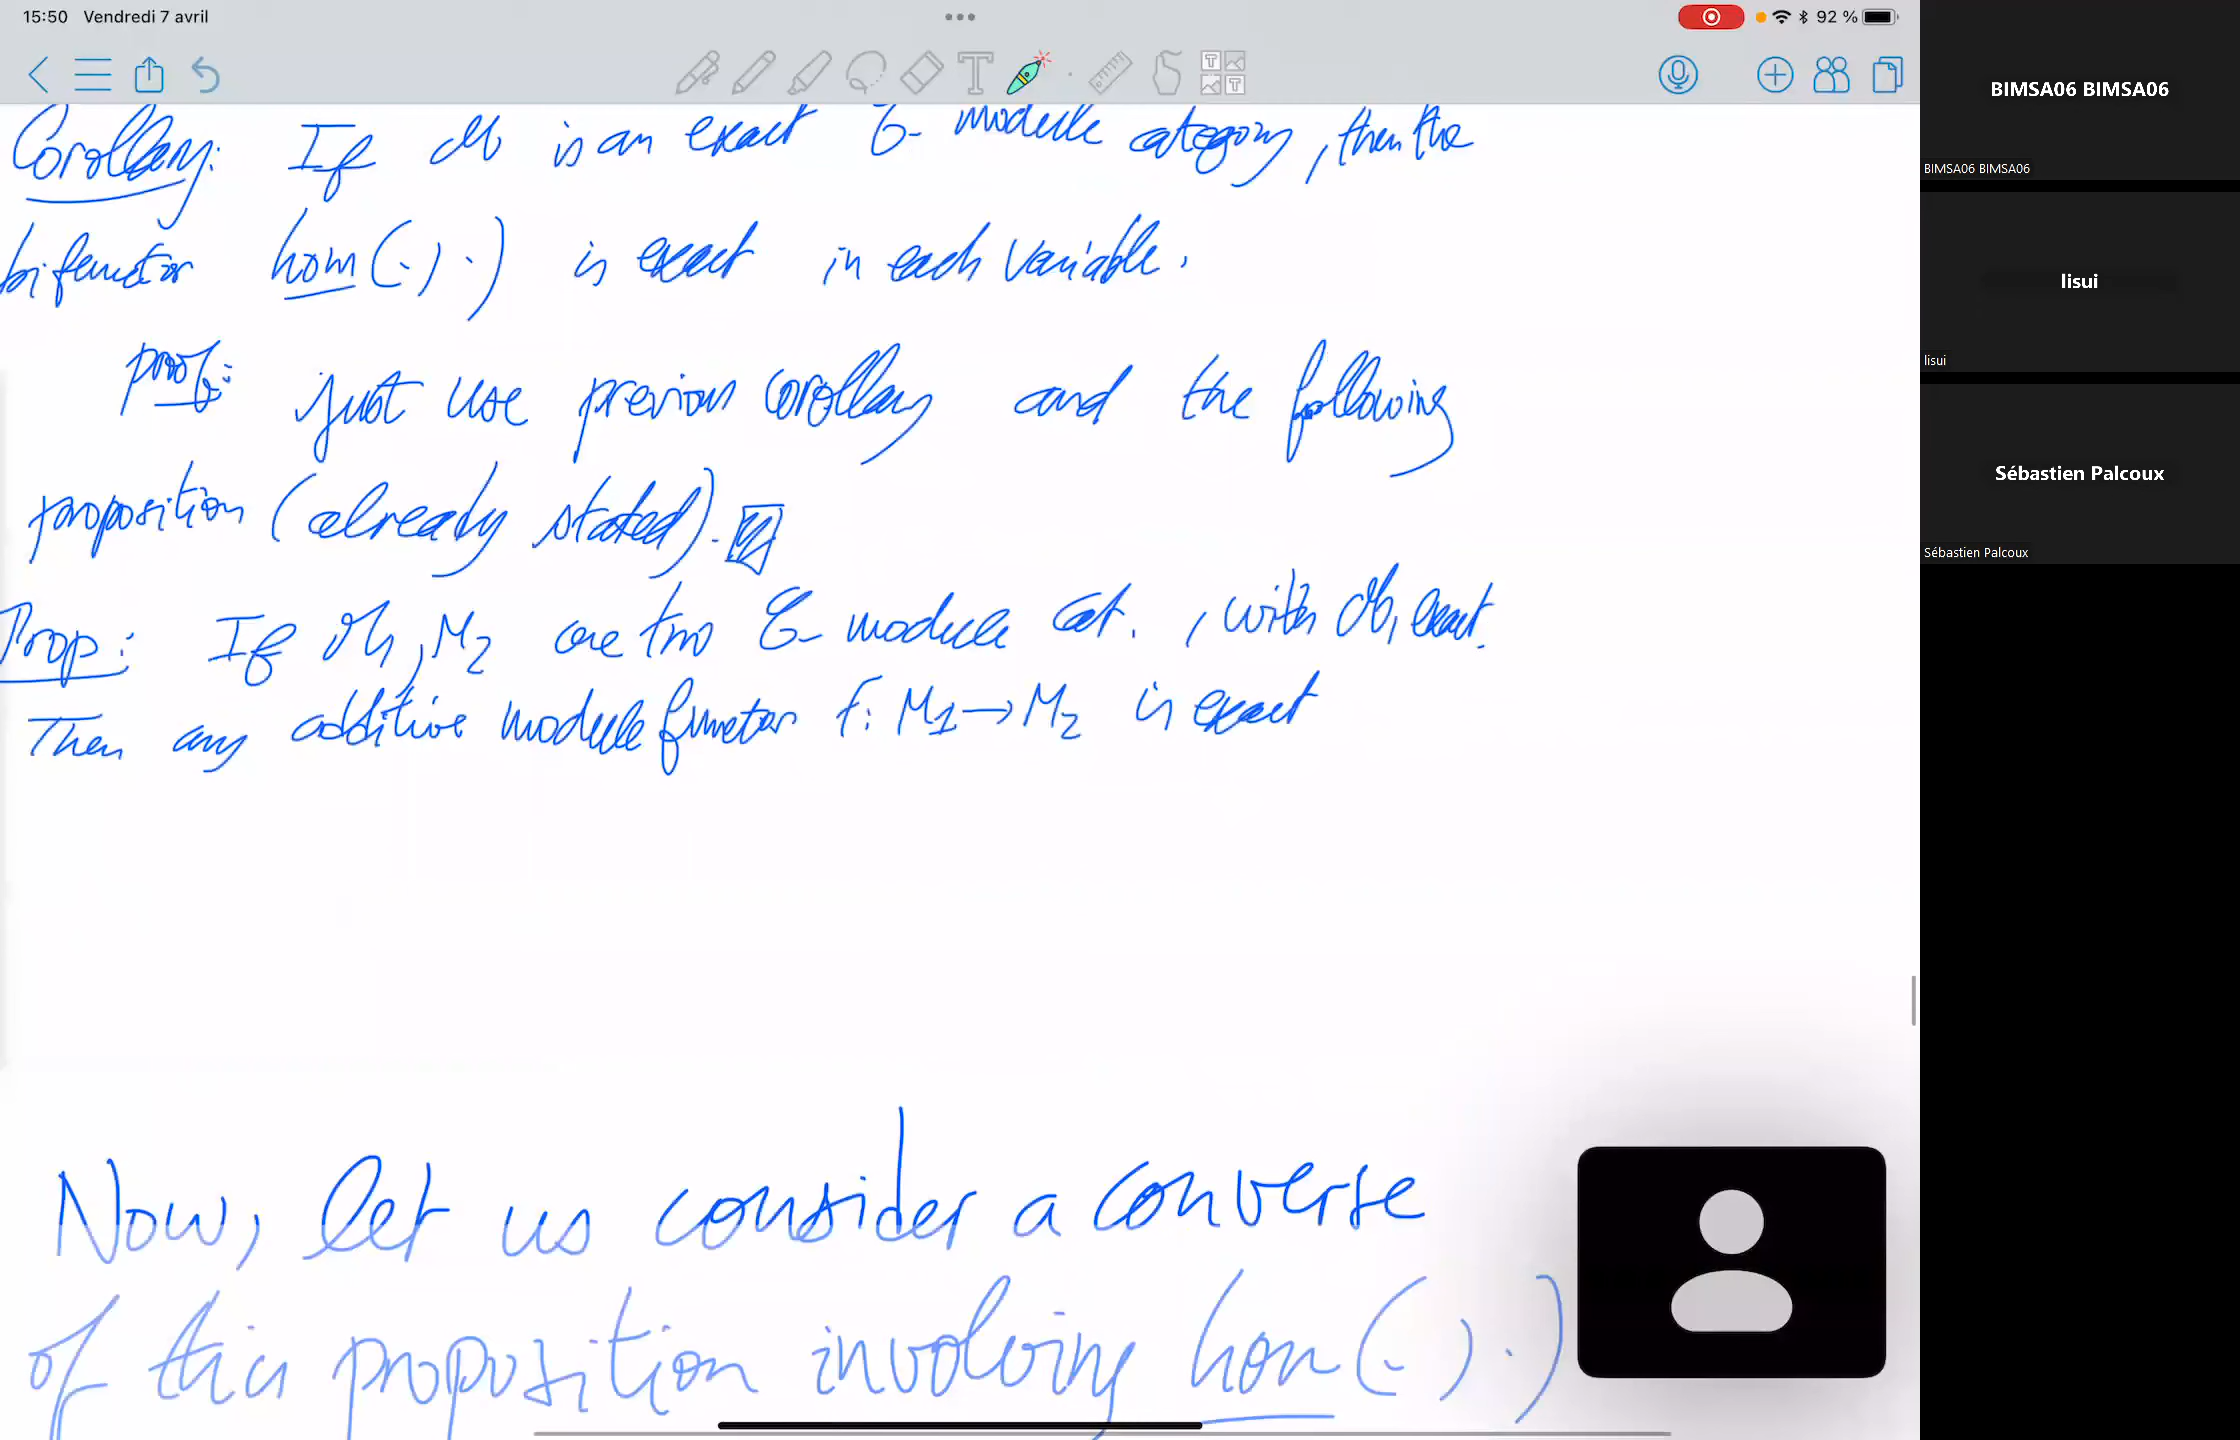 15:50 Vendredi 7 avril
92 %
Corollary: If M is an exact C-module category, then the
bifunctor hom(·,·) is exact in each variable.
proof: just use previous corollary and the following
proposition (already stated).
Prop: If M1, M2 are two C-module cat., with M1 exact.
Then any additive module functor F: M1 → M2 is exact
Now, let us consider a converse
of this proposition involving hom(·,·)
BIMSA06 BIMSA06
BIMSA06 BIMSA06
lisui
lisui
Sébastien Palcoux
Sébastien Palcoux